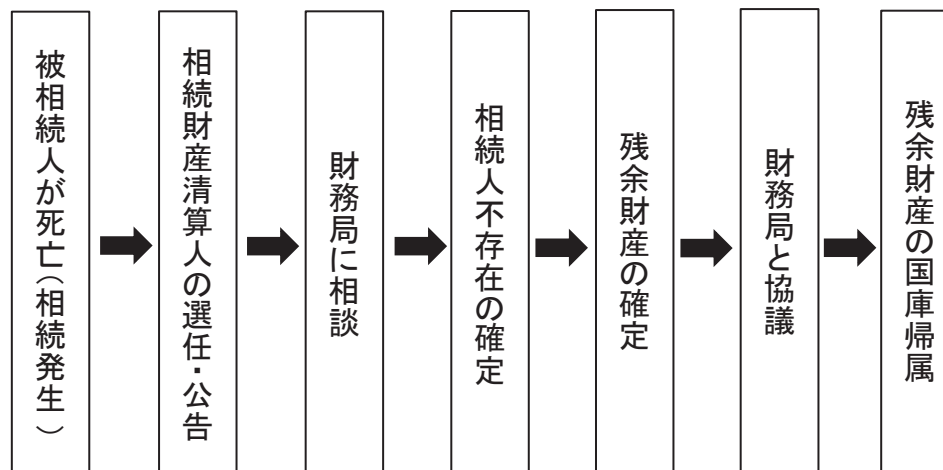 被相続人が死亡（相続発生）
相続財産清算人の選任・公告
財務局に相談
相続人不存在の確定
残余財産の確定
財務局と協議
残余財産の国庫帰属